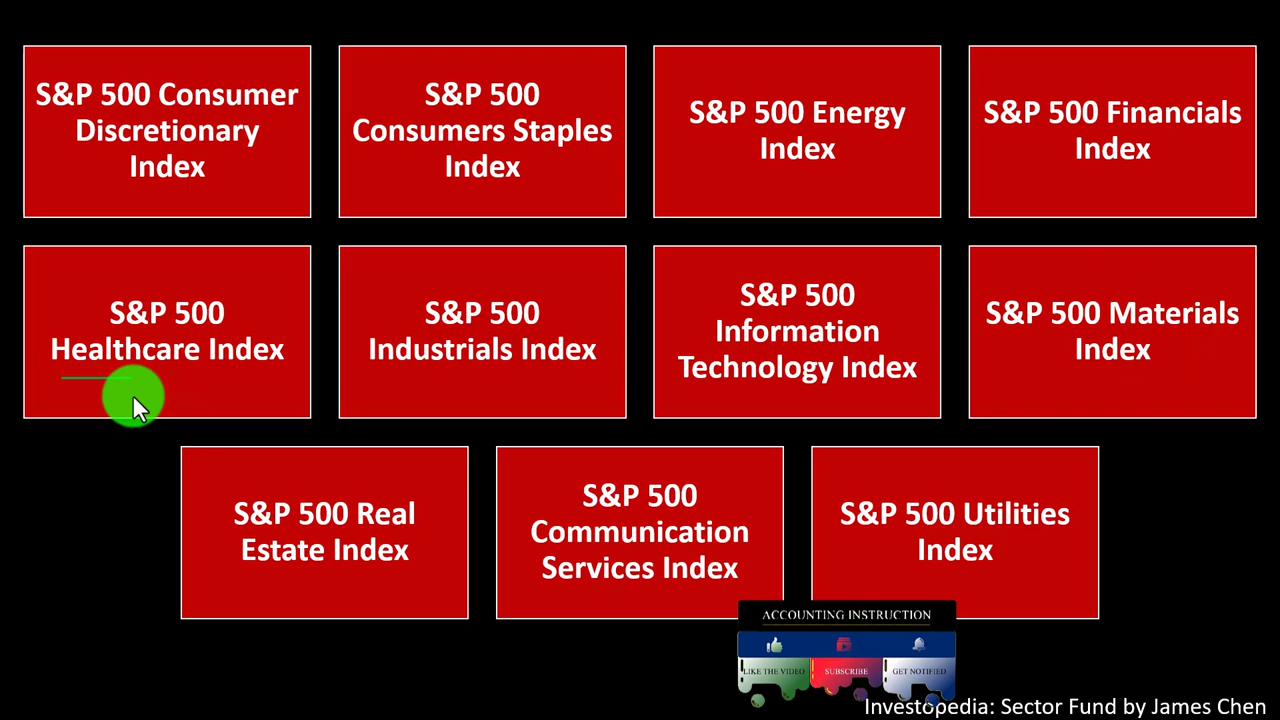 S&P 500 Consumer
Discretionary
Index
S&P 500
Consumers Staples
Index
S&P 500 Energy
Index
S&P 500 Financials
Index
S&P 500
Healthcare Index
S&P 500
Industrials Index
S&P 500
Information
Technology Index
S&P 500 Materials
Index
S&P 500 Real
Estate Index
S&P 500
Communication
Services Index
S&P 500 Utilities
Index
ACCOUNTING INSTRUCTION
LIKE THE VIDEO
SUBSCRIBE
GET NOTIFIED
Investopedia: Sector Fund by James Chen